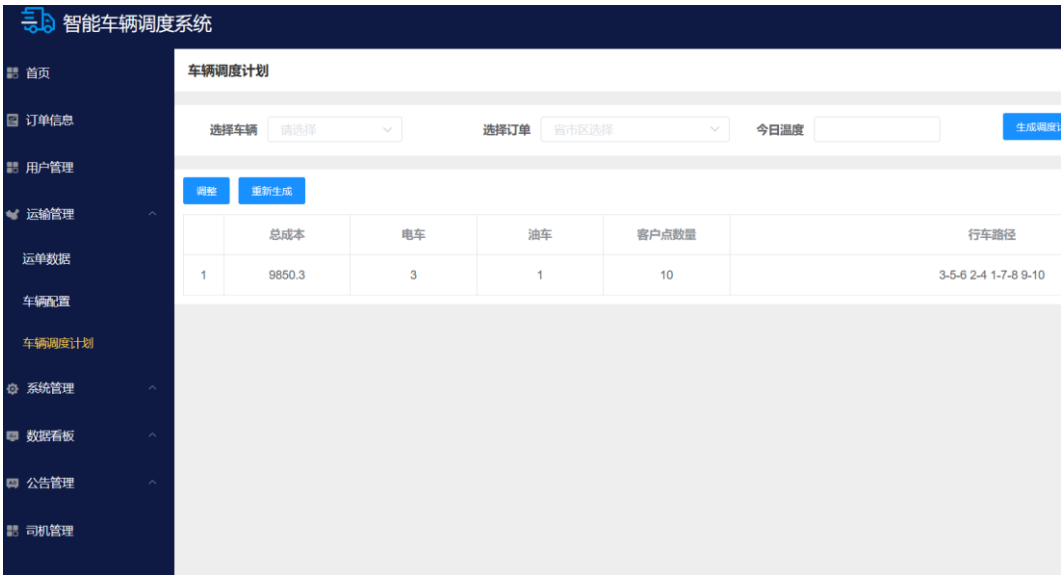 智能车辆调度系统
首页
订单信息
用户管理
运输管理
运单数据
车辆配置
车辆调度计划
系统管理
数据看板
公告管理
司机管理
车辆调度计划
选择车辆 请选择 选择订单 省市区选择 今日温度 生成调度
调整 重新生成
总成本 电车 油车 客户点数量 行车路径
1 9850.3 3 1 10 3-5-6 2-4 1-7-8 9-10